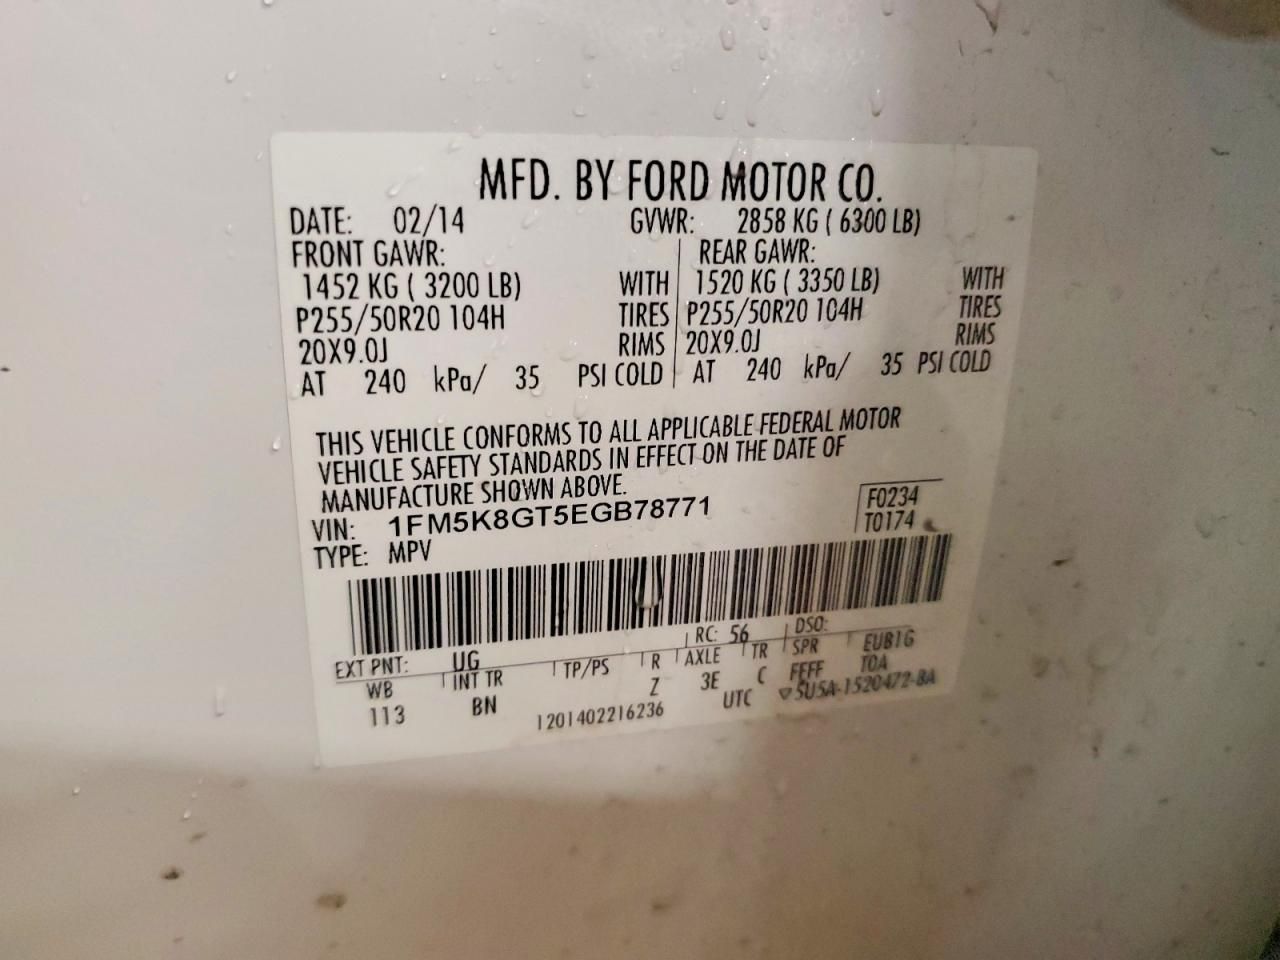 MFD. BY FORD MOTOR CO.
DATE: 02/14 GVWR: 2858 KG ( 6300 LB)
FRONT GAWR: REAR GAWR:
1452 KG ( 3200 LB) WITH 1520 KG ( 3350 LB) WITH
P255/50R20 104H TIRES P255/50R20 104H TIRES
20X9.0J RIMS 20X9.0J RIMS
AT 240 kPa/ 35 PSI COLD AT 240 kPa/ 35 PSI COLD
THIS VEHICLE CONFORMS TO ALL APPLICABLE FEDERAL MOTOR
VEHICLE SAFETY STANDARDS IN EFFECT ON THE DATE OF
MANUFACTURE SHOWN ABOVE.
VIN: 1FM5K8GT5EGB78771 F0234
TYPE: MPV T0174
EXT PNT: UG RC: 56 DSO:
WB INT TR TP/PS R AXLE TR SPR EUB1G
113 BN Z 3E C FFFF TOA
1201402216236 UTC ▽5U5A-1520472-BA